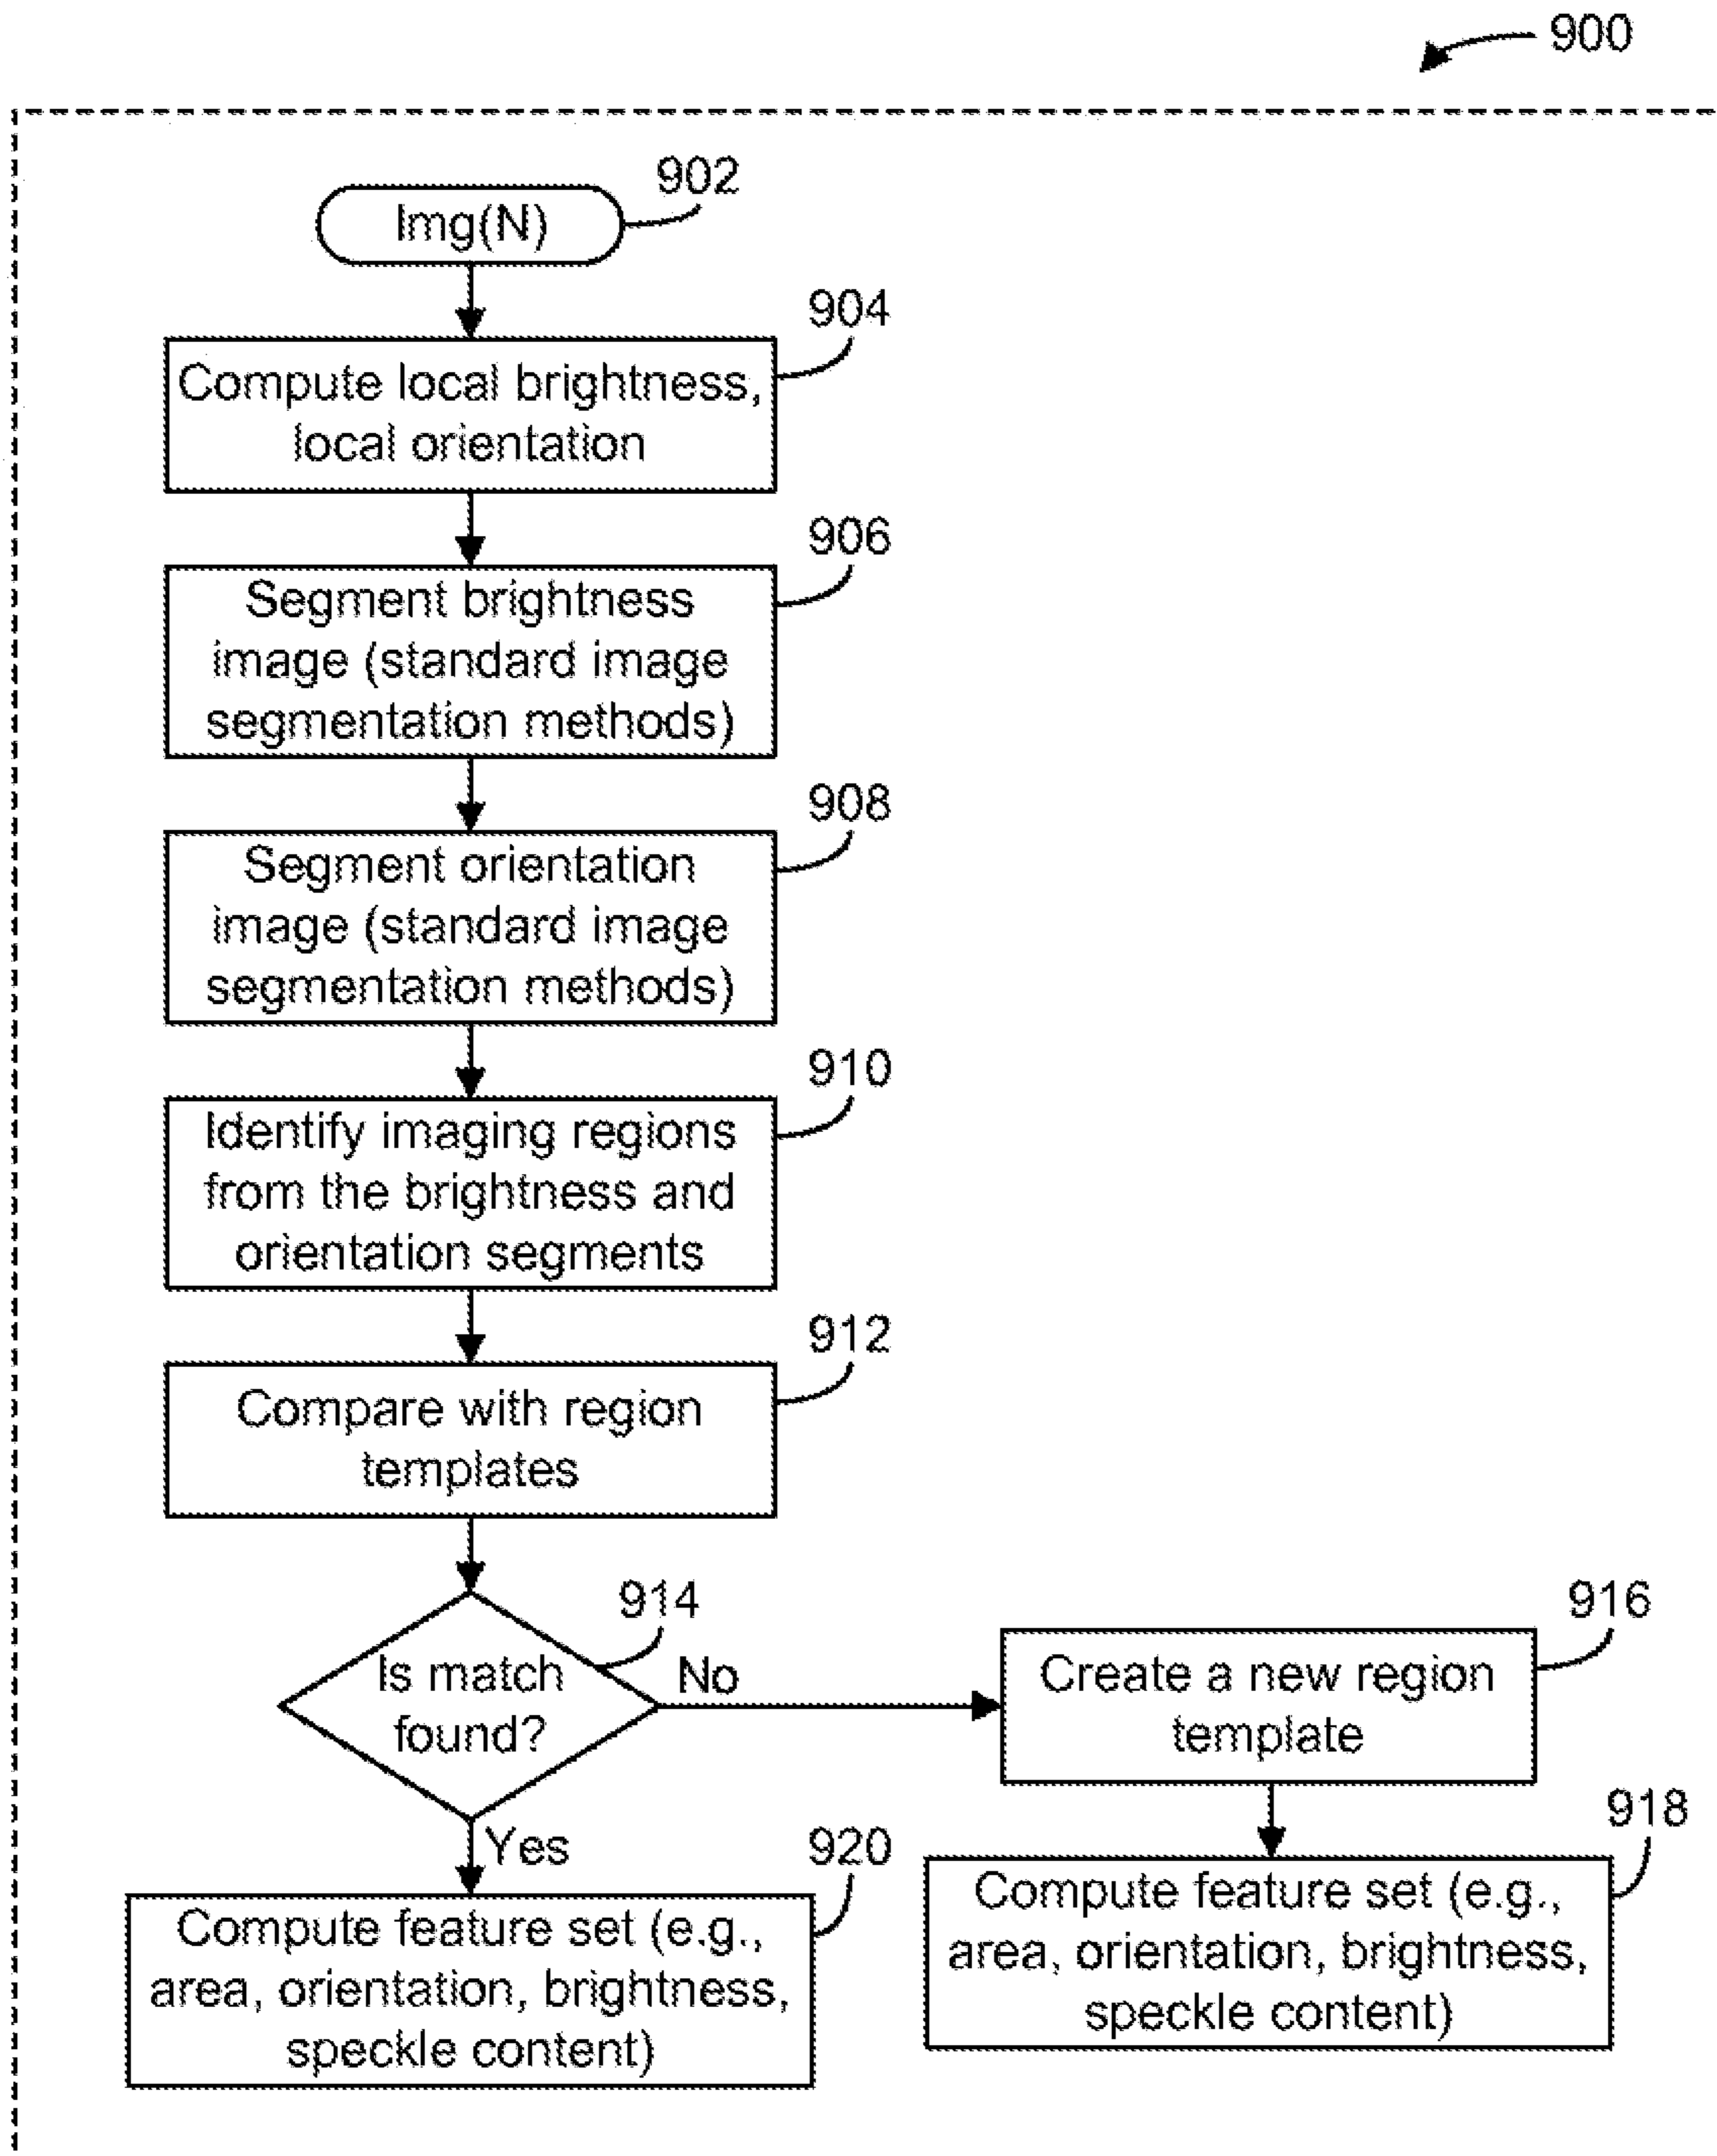 900
902
Img(N)
904
Compute local brightness,
local orientation
906
Segment brightness
image (standard image
segmentation methods)
908
Segment orientation
image (standard image
segmentation methods)
910
Identify imaging regions
from the brightness and
orientation segments
912
Compare with region
templates
914
Is match
found?
No
916
Create a new region
template
Yes
920
Compute feature set (e.g.,
area, orientation, brightness,
speckle content)
918
Compute feature set (e.g.,
area, orientation, brightness,
speckle content)